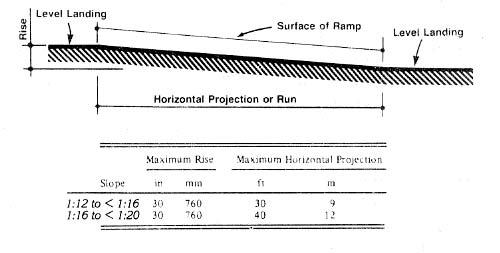 Level Landing
Surface of Ramp
Level Landing
Rise
Horizontal Projection or Run
Maximum Rise Maximum Horizontal Projection
Slope in mm ft m
1:12 to < 1:16 30 760 30 9
1:16 to < 1:20 30 760 40 12